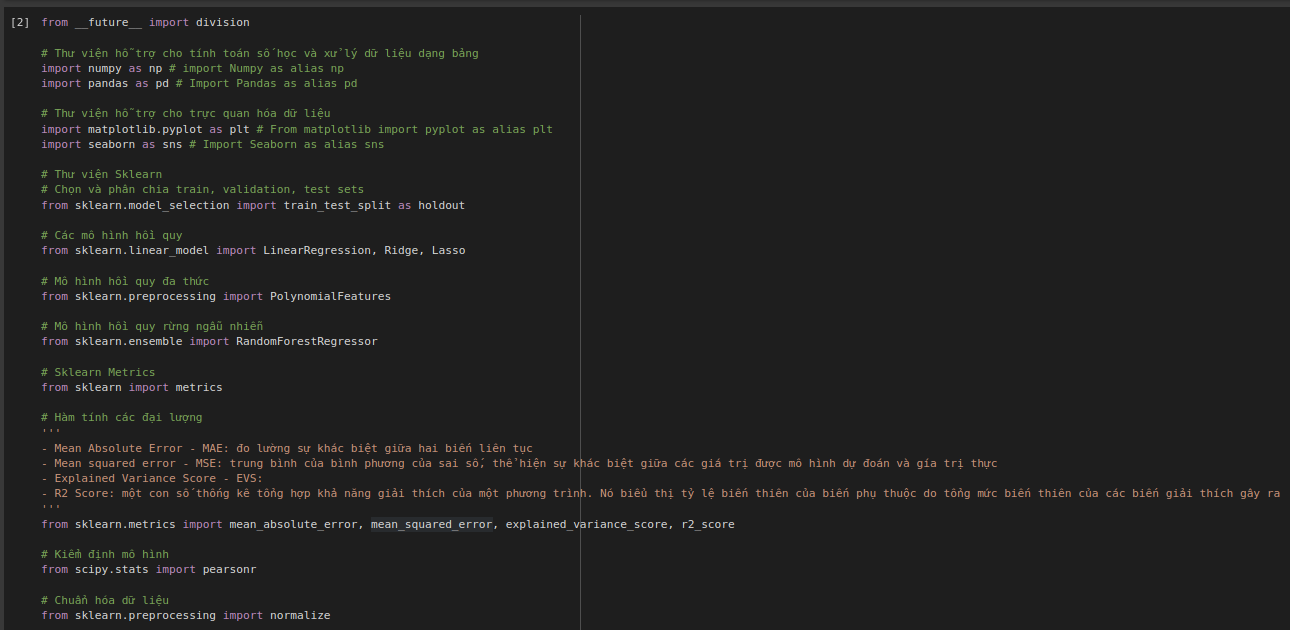 [2] from __future__ import division
# Thư viện hỗ trợ cho tính toán số học và xử lý dữ liệu dạng bảng
import numpy as np # import Numpy as alias np
import pandas as pd # Import Pandas as alias pd
# Thư viện hỗ trợ cho trực quan hóa dữ liệu
import matplotlib.pyplot as plt # From matplotlib import pyplot as alias plt
import seaborn as sns # Import Seaborn as alias sns
# Thư viện Sklearn
# Chọn và phân chia train, validation, test sets
from sklearn.model_selection import train_test_split as holdout
# Các mô hình hồi quy
from sklearn.linear_model import LinearRegression, Ridge, Lasso
# Mô hình hồi quy đa thức
from sklearn.preprocessing import PolynomialFeatures
# Mô hình hồi quy rừng ngẫu nhiên
from sklearn.ensemble import RandomForestRegressor
# Sklearn Metrics
from sklearn import metrics
# Hàm tính các đại lượng
'''
- Mean Absolute Error - MAE: đo lường sự khác biệt giữa hai biến liên tục
- Mean squared error - MSE: trung bình của bình phương của sai số, thể hiện sự khác biệt giữa các giá trị được mô hình dự đoán và gía trị thực
- Explained Variance Score - EVS:
- R2 Score: một con số thống kê tổng hợp khả năng giải thích của một phương trình. Nó biểu thị tỷ lệ biến thiên của biến phụ thuộc do tổng mức biến thiên của các biến giải thích gây ra
'''
from sklearn.metrics import mean_absolute_error, mean_squared_error, explained_variance_score, r2_score
# Kiểm định mô hình
from scipy.stats import pearsonr
# Chuẩn hóa dữ liệu
from sklearn.preprocessing import normalize